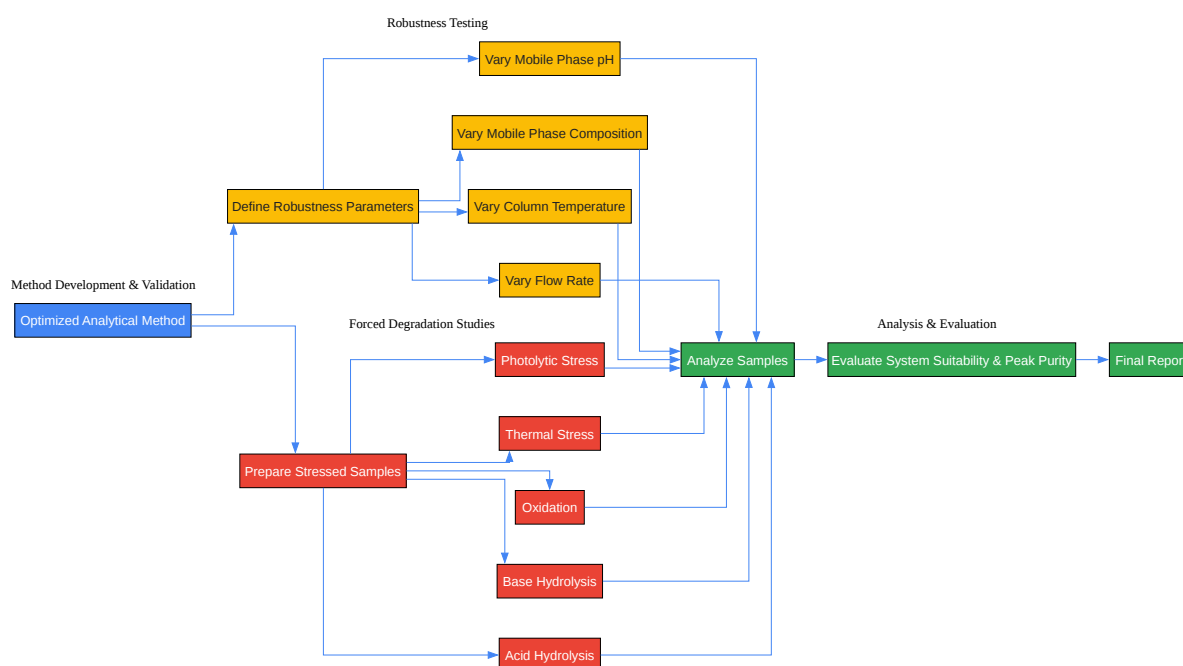 Robustness Testing
Vary Mobile Phase pH
Vary Mobile Phase Composition
Define Robustness Parameters
Vary Column Temperature
Vary Flow Rate
Method Development & Validation
Optimized Analytical Method
Forced Degradation Studies
Photolytic Stress
Thermal Stress
Prepare Stressed Samples
Oxidation
Base Hydrolysis
Acid Hydrolysis
Analysis & Evaluation
Analyze Samples
Evaluate System Suitability & Peak Purity
Final Repor